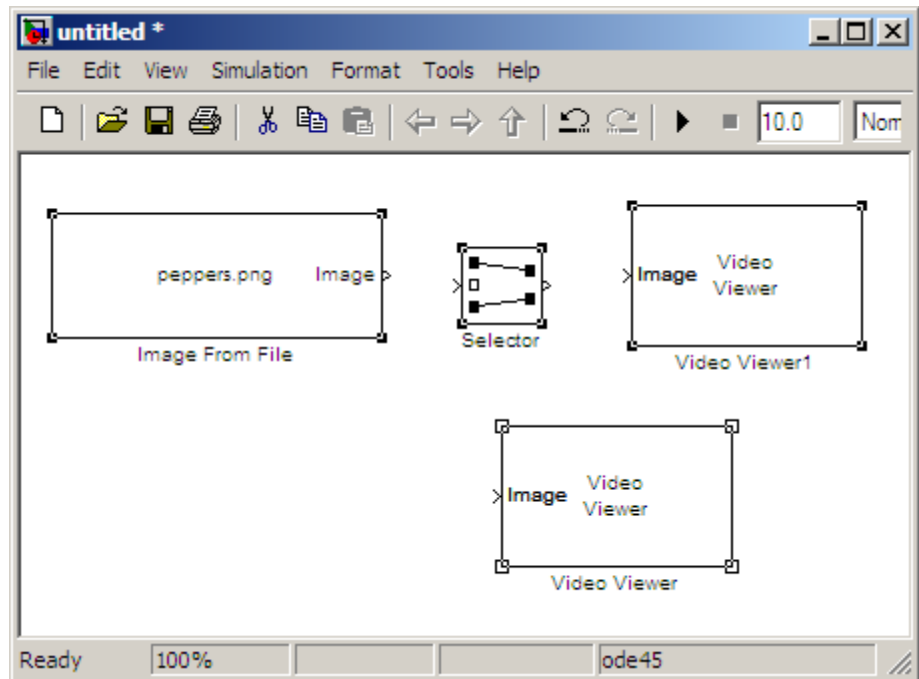 untitled *
File Edit View Simulation Format Tools Help
10.0 Nom
peppers.png Image
Image From File
Selector
Image Video
Viewer
Video Viewer1
Image Video
Viewer
Video Viewer
Ready 100% ode45